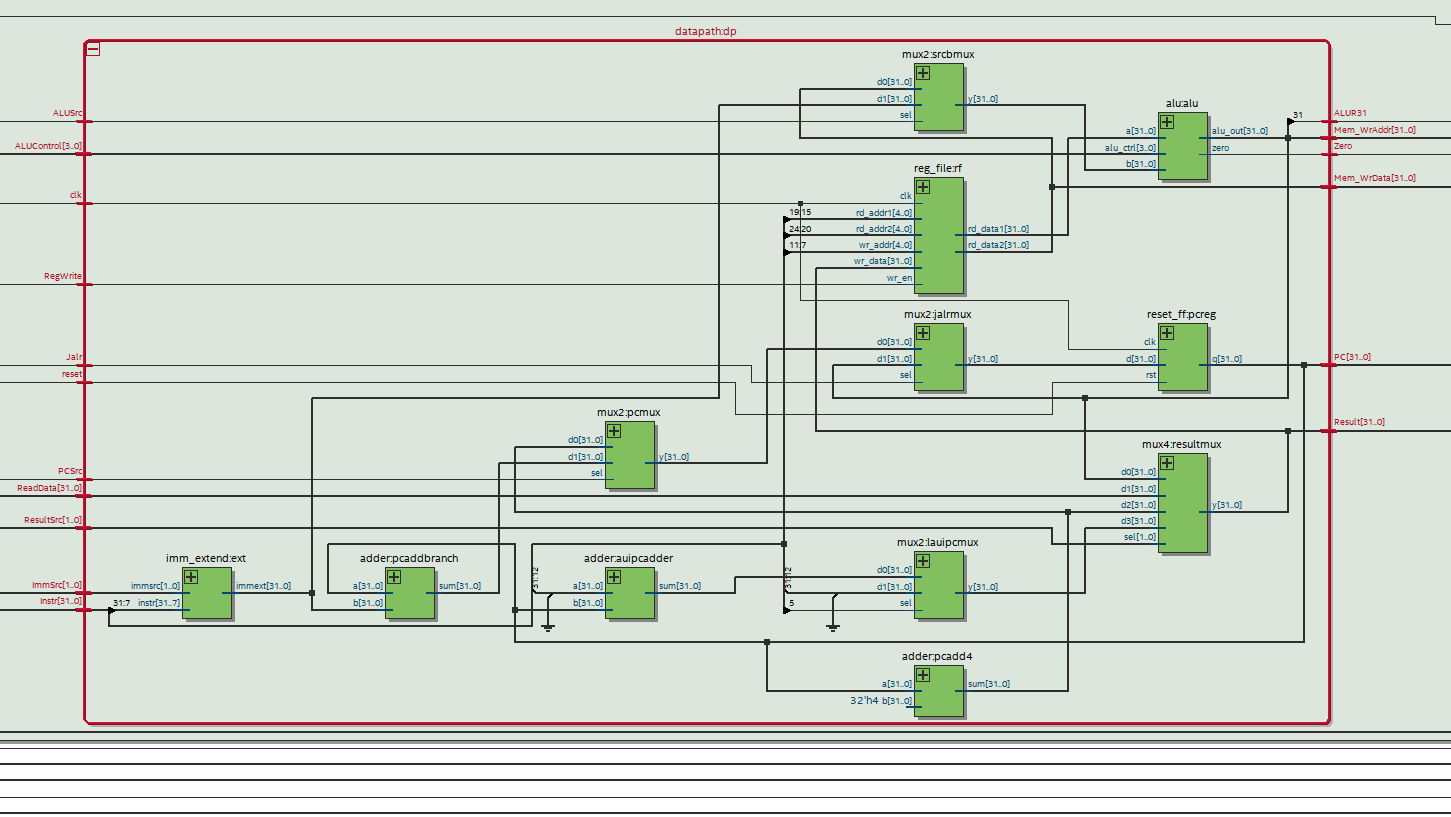 datapath:dp
mux2:srcbmux
d0[31..0]
d1[31..0]
sel
y[31..0]
ALUSrc
alu:alu
a[31..0]
alu_ctrl[3..0]
b[31..0]
alu_out[31..0]
zero
31
ALUR31
Mem_WrAddr[31..0]
Zero
Mem_WrData[31..0]
ALUControl[3..0]
reg_file:rf
clk
rd_addr1[4..0]
rd_addr2[4..0]
wr_addr[4..0]
wr_data[31..0]
wr_en
rd_data1[31..0]
rd_data2[31..0]
19:15
24:20
11:7
clk
RegWrite
mux2:jalrmux
d0[31..0]
d1[31..0]
sel
y[31..0]
reset_ff:pcreg
clk
d[31..0]
rst
q[31..0]
PC[31..0]
Jalr
reset
mux2:pcmux
d0[31..0]
d1[31..0]
sel
y[31..0]
Result[31..0]
mux4:resultmux
d0[31..0]
d1[31..0]
d2[31..0]
d3[31..0]
sel[1..0]
y[31..0]
PCSrc
ReadData[31..0]
ResultSrc[1..0]
imm_extend:ext
immsrc[1..0]
instr[31..7]
immext[31..0]
31:7
ImmSrc[1..0]
Instr[31..0]
adder:pcaddbranch
a[31..0]
b[31..0]
sum[31..0]
adder:auipcadder
31:12
a[31..0]
b[31..0]
sum[31..0]
mux2:lauipcmux
31:12
d0[31..0]
d1[31..0]
sel
5
y[31..0]
adder:pcadd4
a[31..0]
32'h4 b[31..0]
sum[31..0]